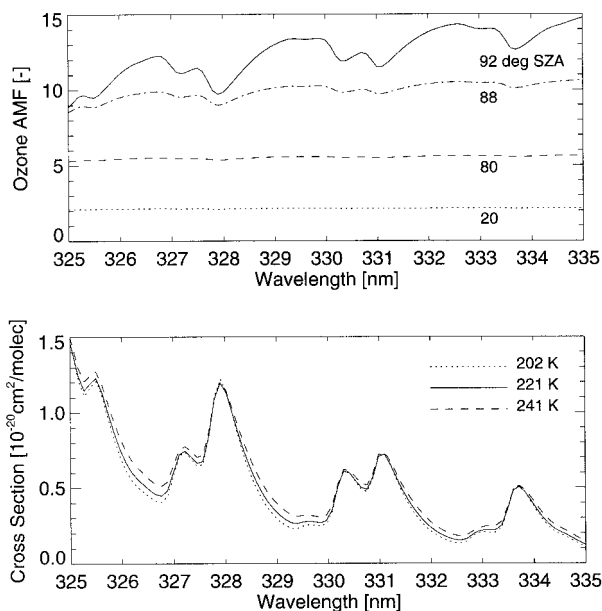 Ozone AMF [-]
15
10
5
0
92 deg SZA
88
80
20
325 326 327 328 329 330 331 332 333 334 335
Wavelength [nm]
Cross Section [10⁻²⁰cm²/molec]
1.5
1.0
0.5
0.0
202 K
221 K
241 K
325 326 327 328 329 330 331 332 333 334 335
Wavelength [nm]